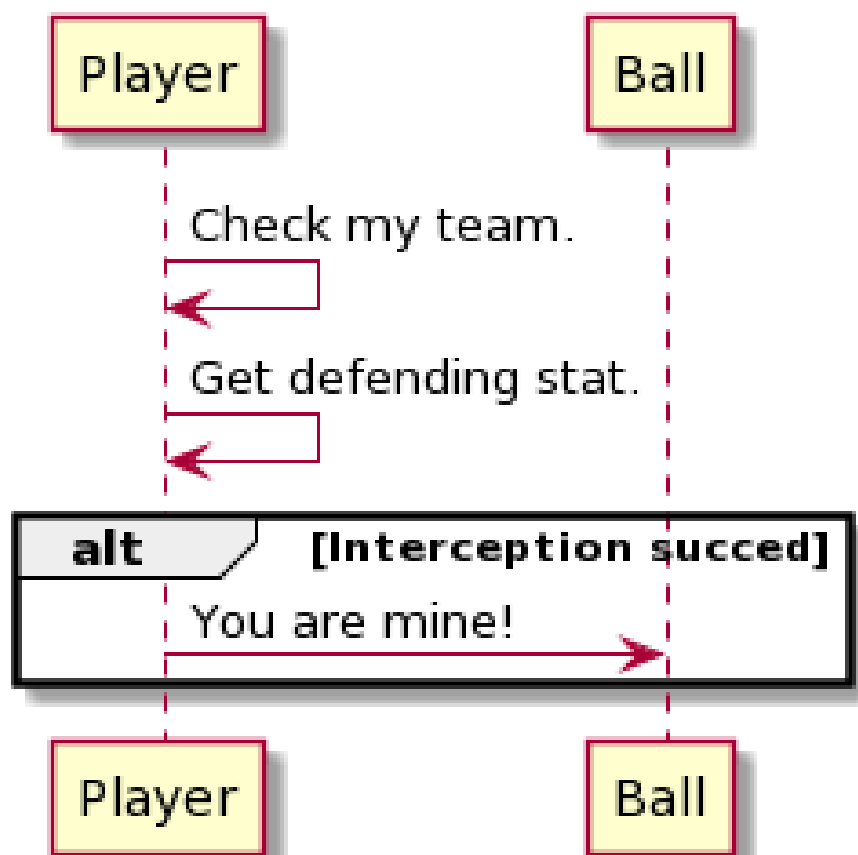 Player
Ball
Check my team.
Get defending stat.
alt
[Interception succed]
You are mine!
Player
Ball